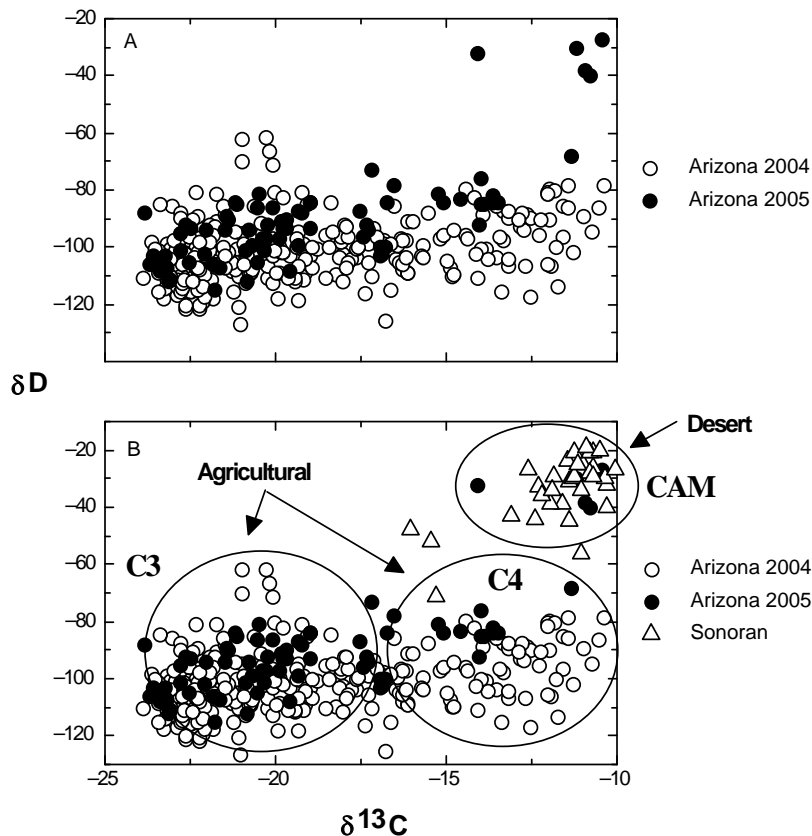 −20
A
−40
−60
−80
−100
−120
Arizona 2004
Arizona 2005
δD
B
−20
−40
−60
−80
−100
−120
Desert
Agricultural
CAM
C3
C4
Arizona 2004
Arizona 2005
Sonoran
−25
−20
−15
−10
δ13C